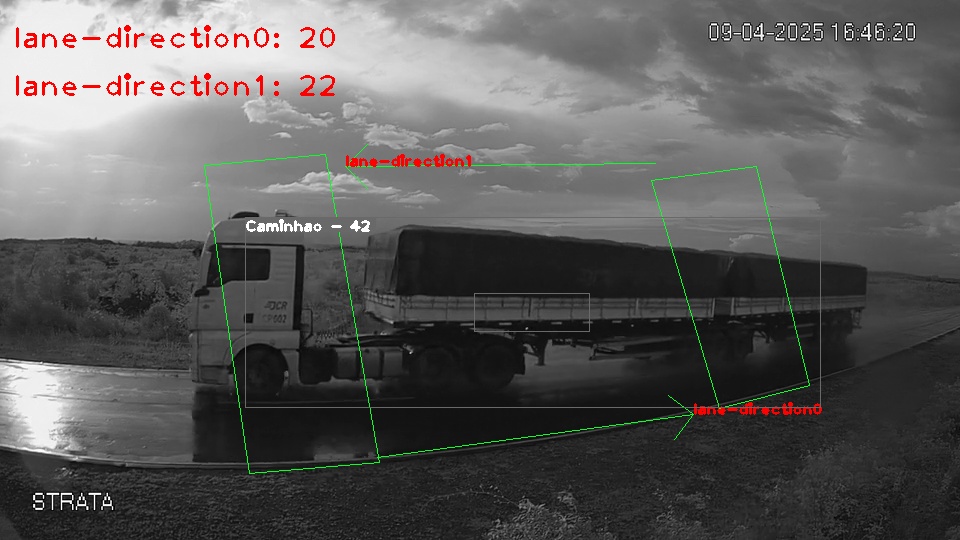 lane-direction0: 20
09-04-2025 16:46:20
lane-direction1: 22
lane-direction1
Caminhao - 42
lane-direction0
STRATA